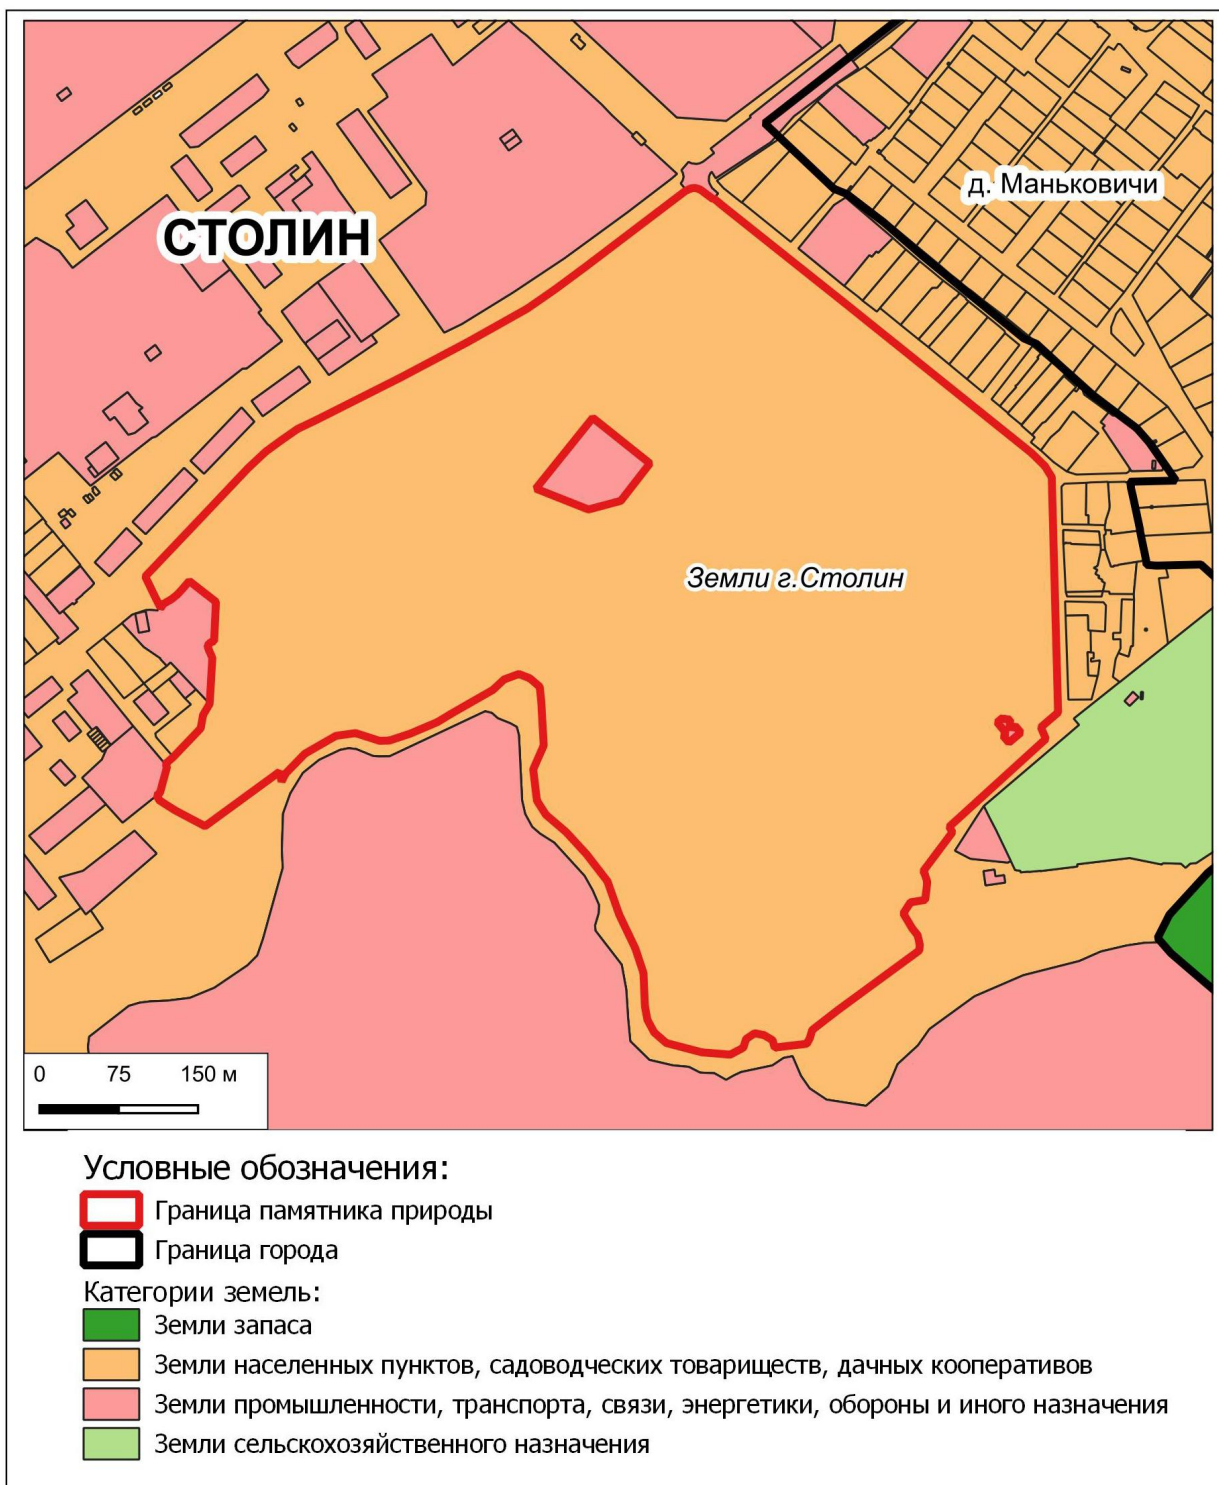 д. Маньковичи
СТОЛИН
Земли г.Столин
0 75 150 м
Условные обозначения:
Граница памятника природы
Граница города
Категории земель:
Земли запаса
Земли населенных пунктов, садоводческих товариществ, дачных кооперативов
Земли промышленности, транспорта, связи, энергетики, обороны и иного назначения
Земли сельскохозяйственного назначения